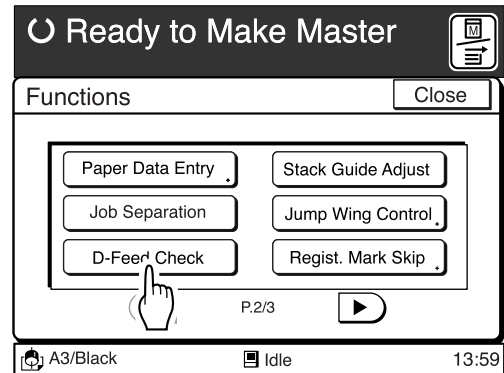 Ready to Make Master
M
Functions
Close
Paper Data Entry
Stack Guide Adjust
Job Separation
Jump Wing Control
D-Feed Check
Regist. Mark Skip
P.2/3
A3/Black
Idle
13:59